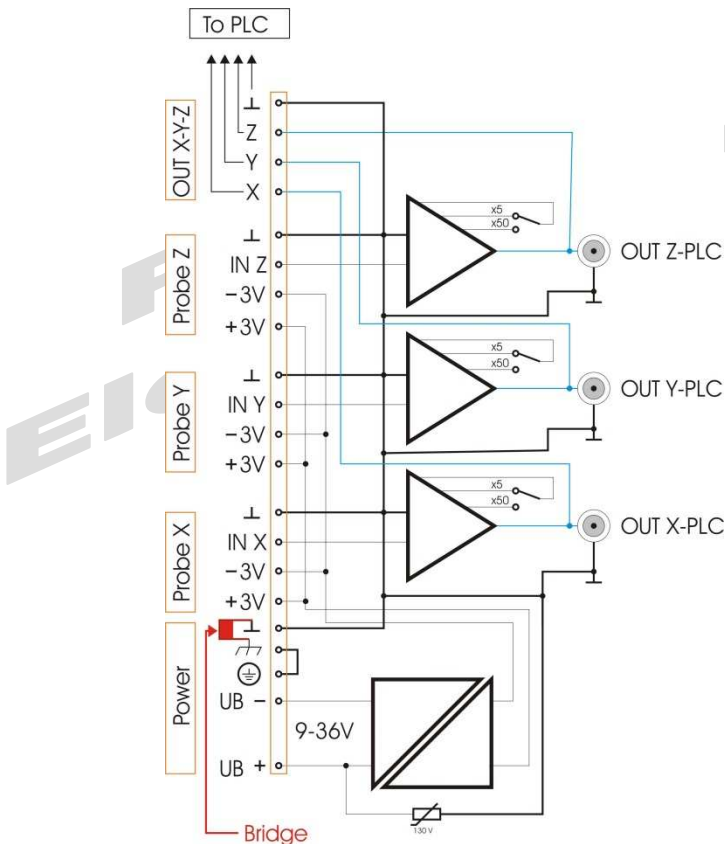 To PLC
OUT X-Y-Z
⊥
Z
Y
X
Probe Z
⊥
IN Z
−3V
+3V
Probe Y
⊥
IN Y
−3V
+3V
Probe X
⊥
IN X
−3V
+3V
Power
⊥
UB −
9-36V
UB +
Bridge
x5
x50
OUT Z-PLC
x5
x50
OUT Y-PLC
x5
x50
OUT X-PLC
130 V